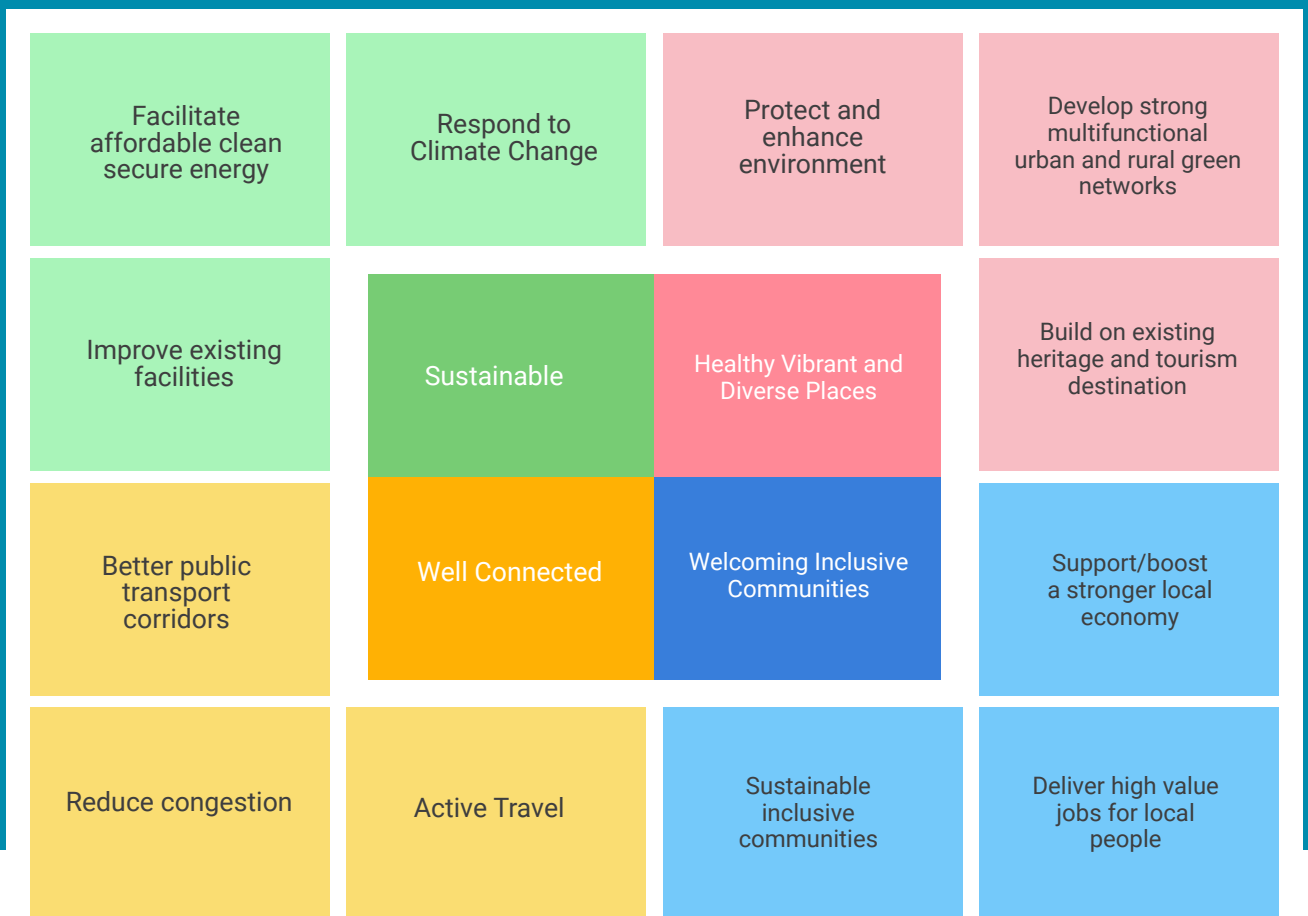 Facilitate
affordable clean
secure energy
Respond to
Climate Change
Protect and
enhance
environment
Develop strong
multifunctional
urban and rural green
networks
Improve existing
facilities
Sustainable
Healthy Vibrant and
Diverse Places
Build on existing
heritage and tourism
destination
Better public
transport
corridors
Well Connected
Welcoming Inclusive
Communities
Support/boost
a stronger local
economy
Reduce congestion
Active Travel
Sustainable
inclusive
communities
Deliver high value
jobs for local
people